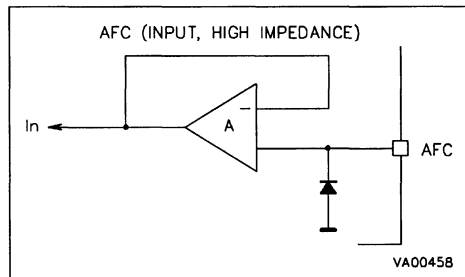 AFC (INPUT, HIGH IMPEDANCE)
−
In
A
AFC
VA00458